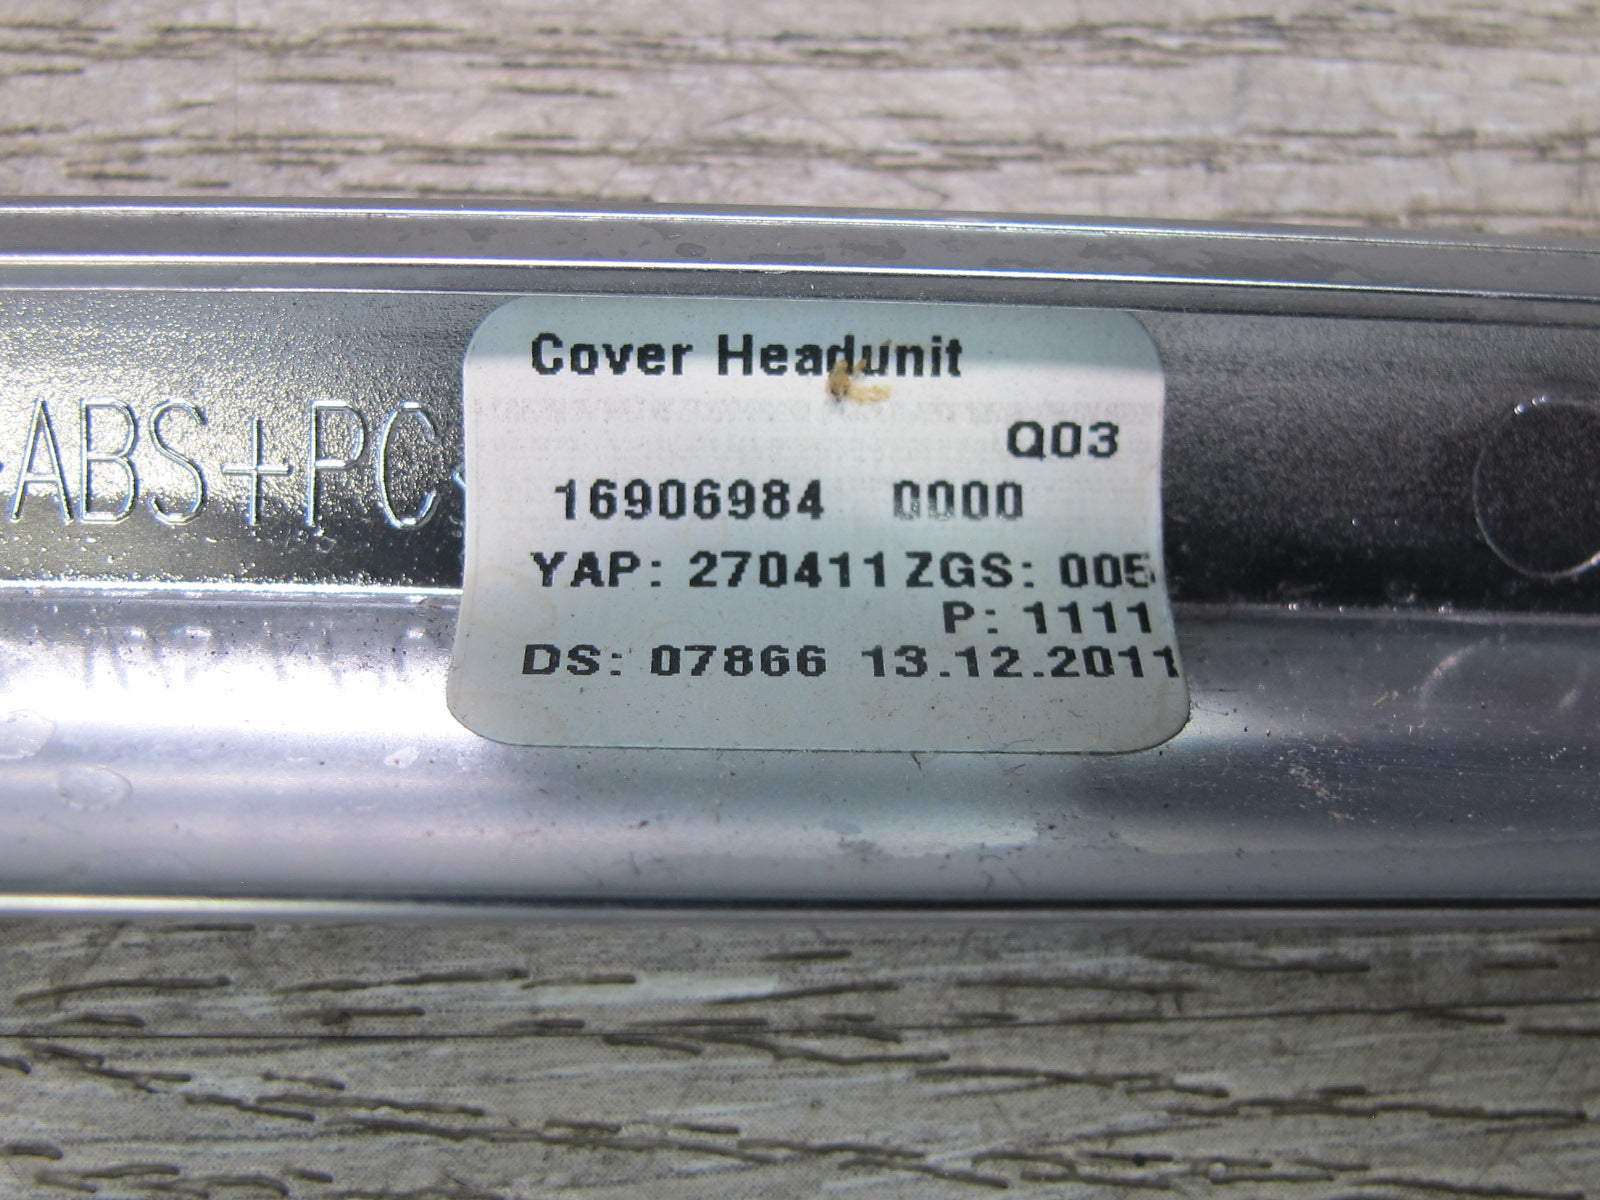 Cover Headunit
Q03
16906984 0000
YAP: 270411 ZGS: 005
P: 1111
DS: 07866 13.12.2011
>ABS+PC<